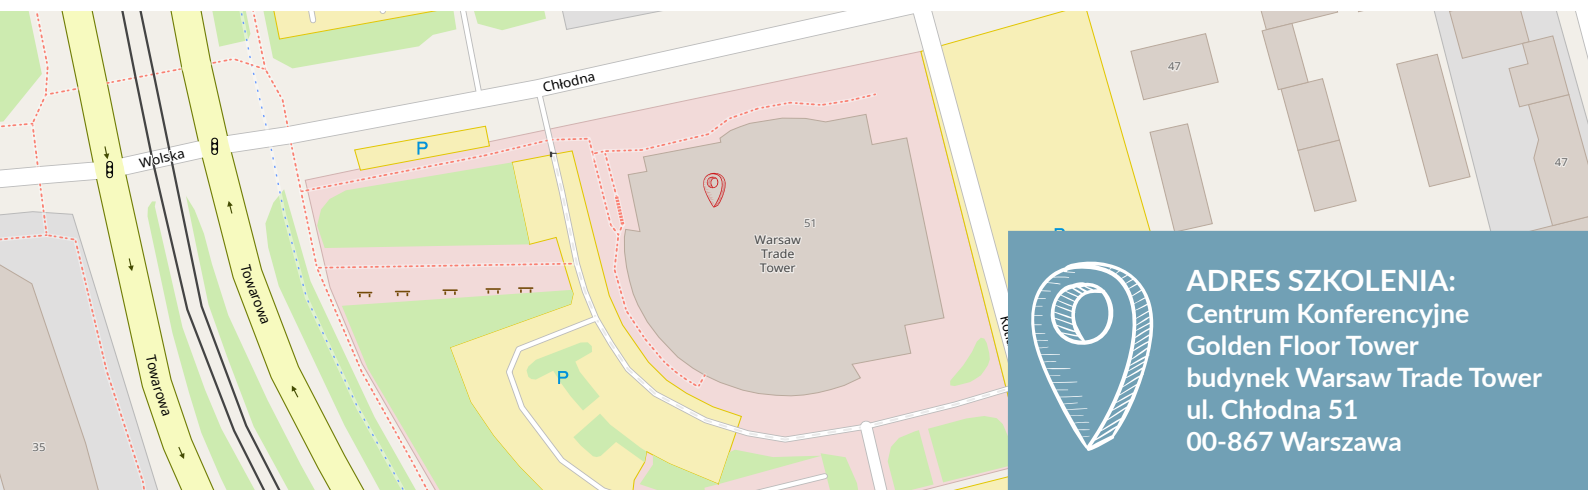 Chłodna
Wolska
P
47
47
51
Warsaw
Trade
Tower
Towarowa
Towarowa
P
35
ADRES SZKOLENIA:
Centrum Konferencyjne
Golden Floor Tower
budynek Warsaw Trade Tower
ul. Chłodna 51
00-867 Warszawa